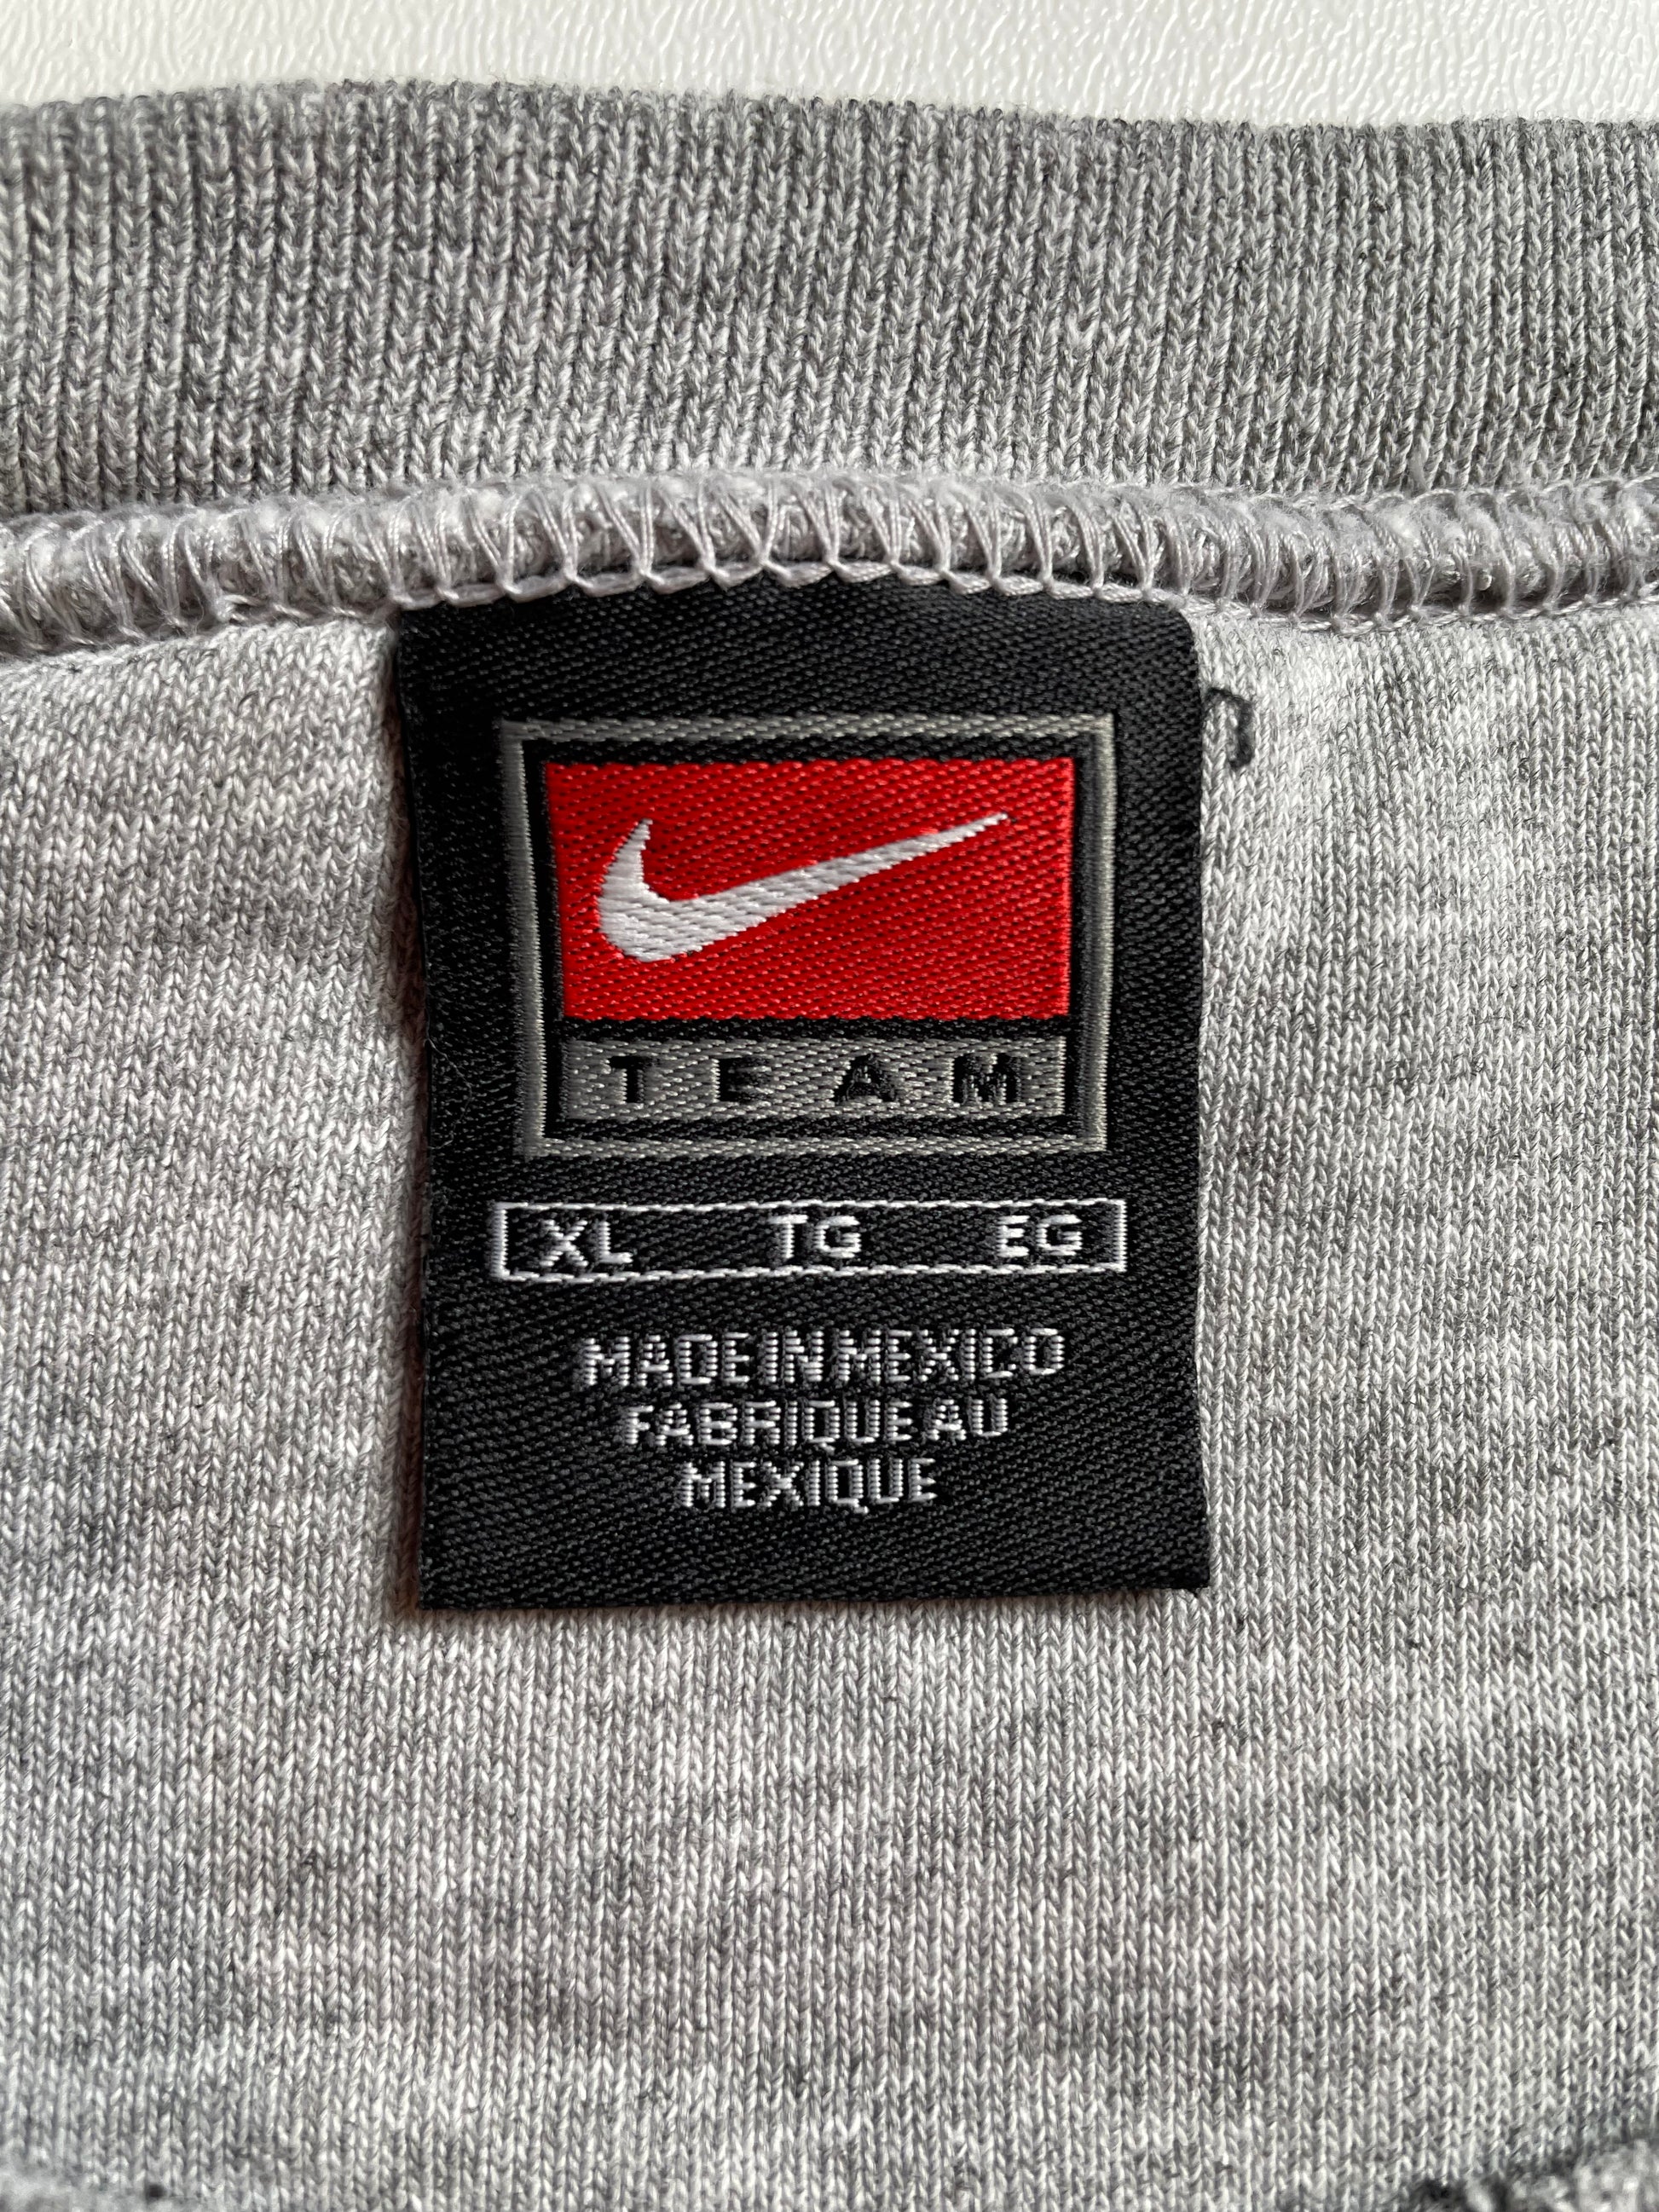 TEAM
XL TG EG
MADE IN MEXICO
FABRIQUE AU
MEXIQUE